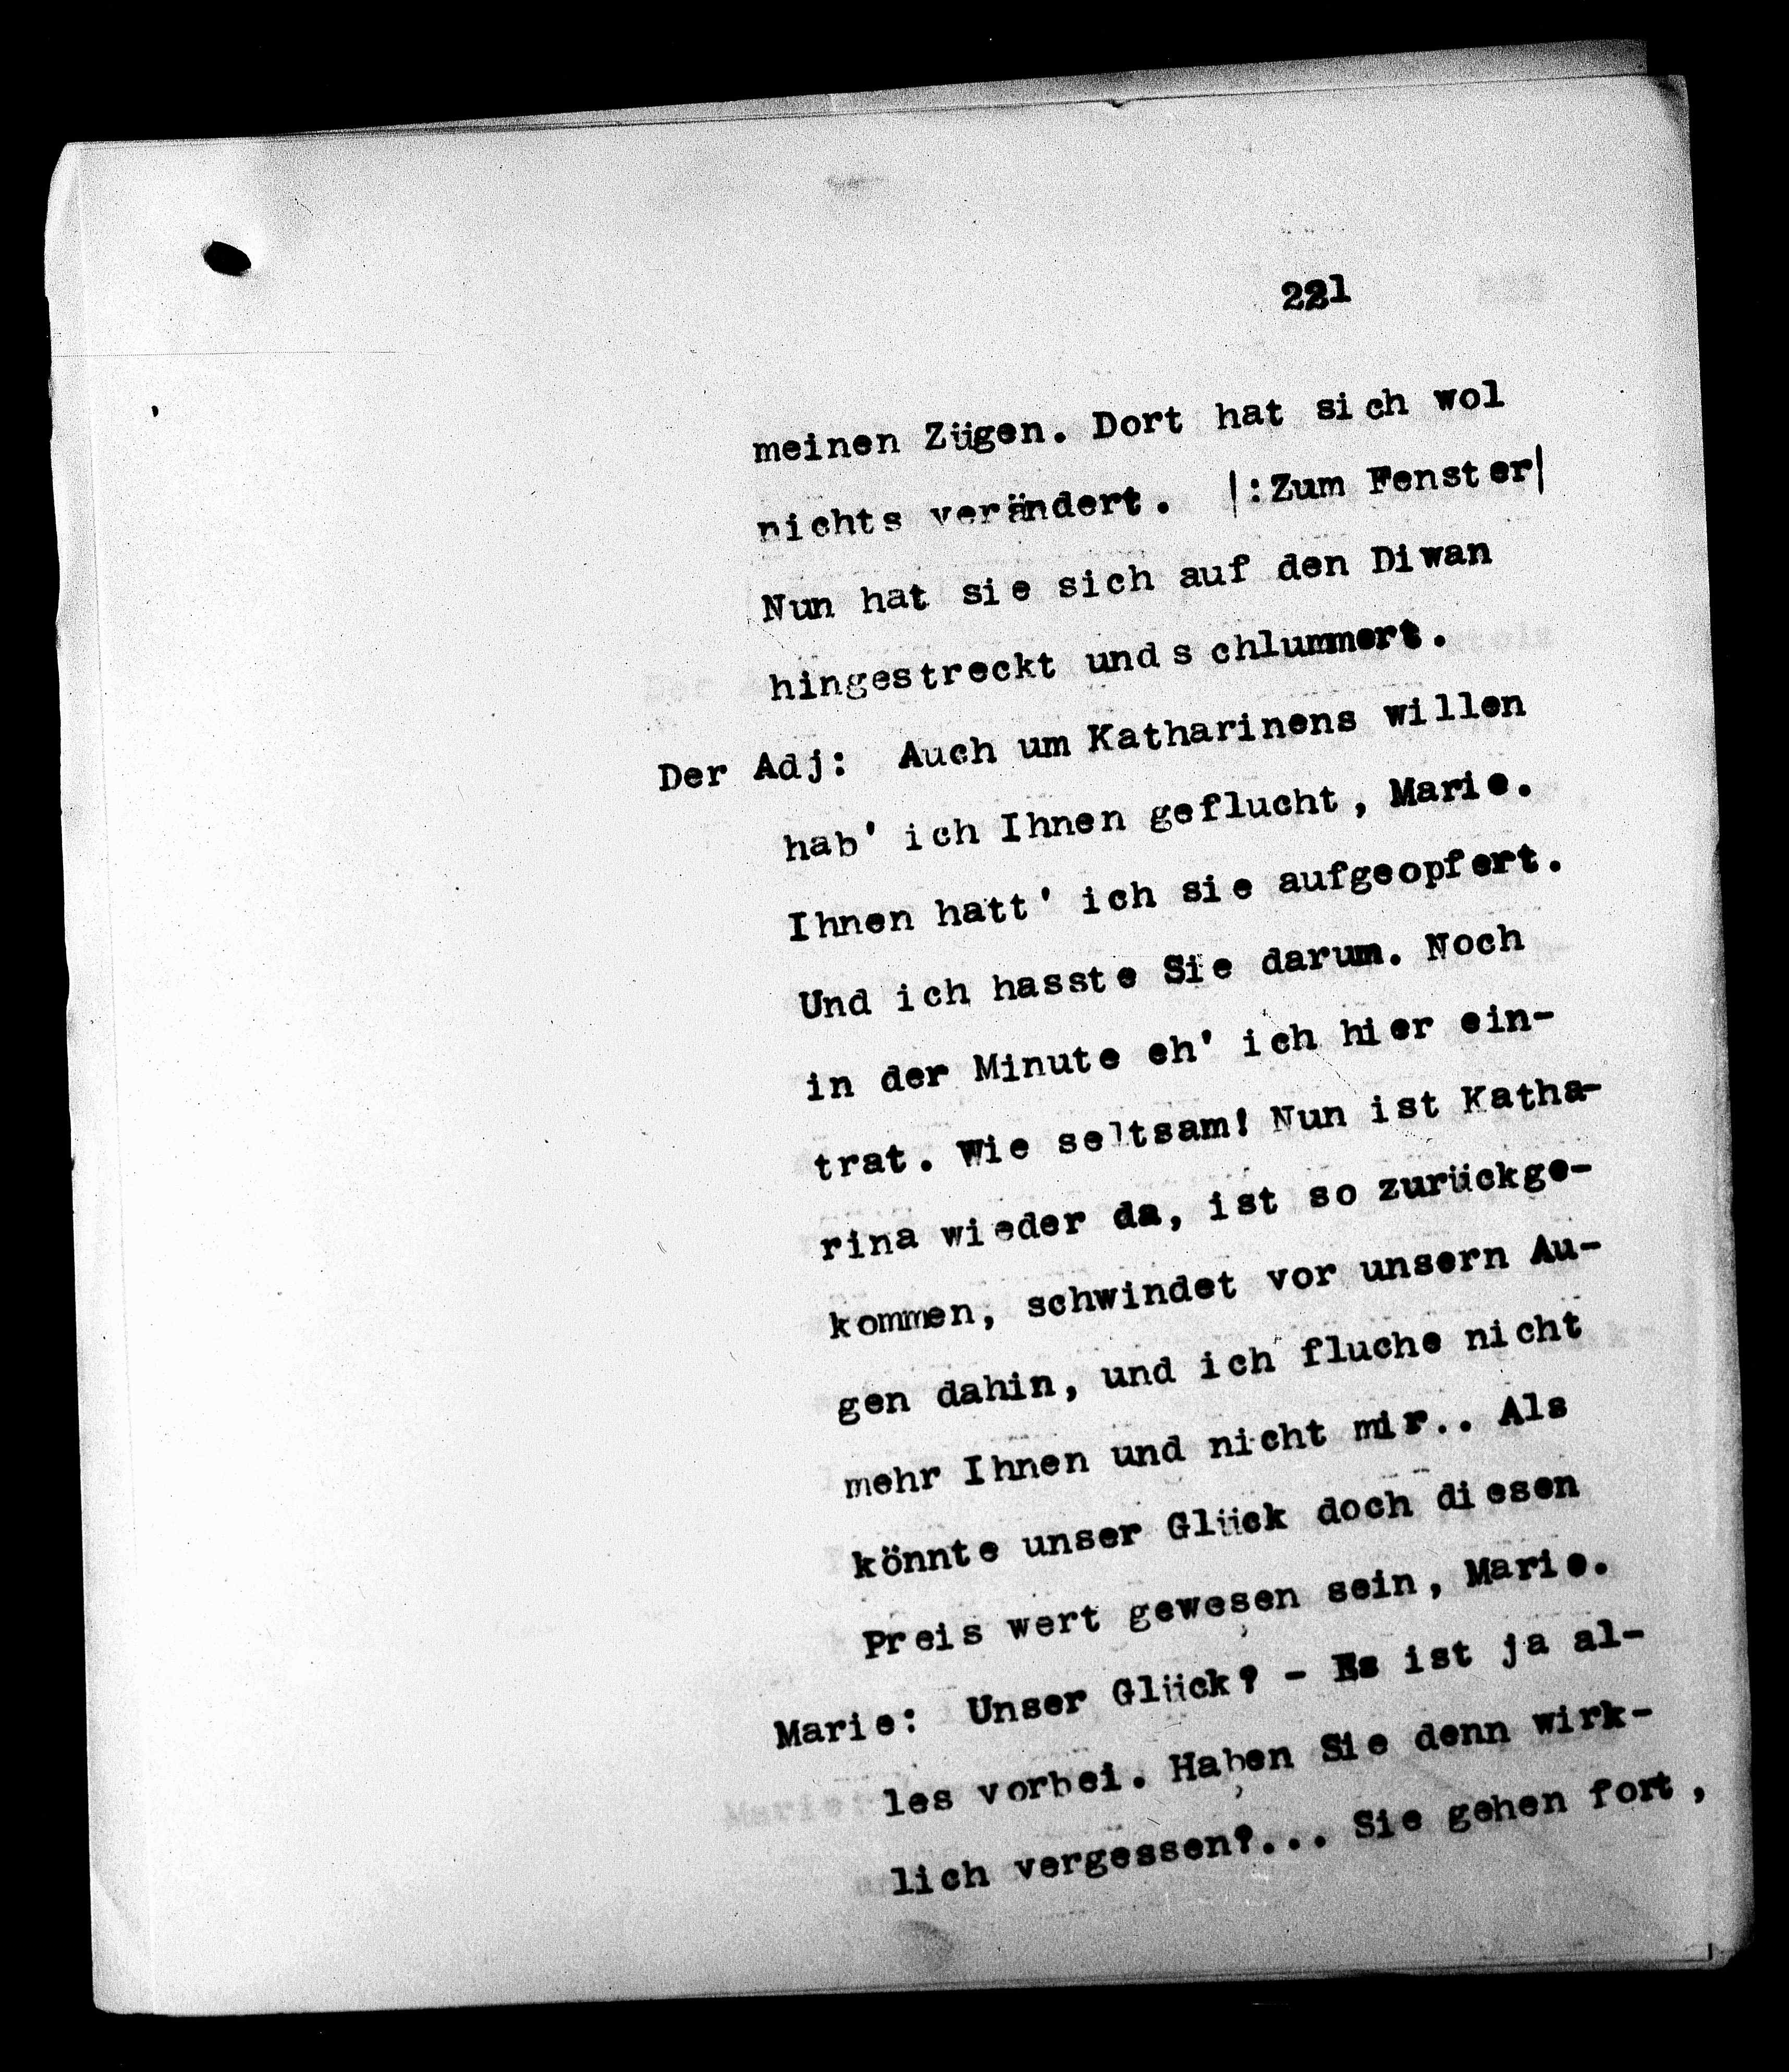 221
meinen Zügen. Dort hat sich wol
nichts verändert. |:Zum Fenster|
Nun hat sie sich auf den Diwan
hingestreckt und schlummert.
Der Adj: Auch um Katharinens willen
hab' ich Ihnen geflucht, Marie.
Ihnen hatt' ich sie aufgeopfert.
Und ich hasste Sie darum. Noch
in der Minute eh' ich hier ein-
trat. Wie seltsam! Nun ist Katha-
rina wieder da, ist so zurückge-
kommen, schwindet vor unsern Au-
gen dahin, und ich fluche nicht
mehr Ihnen und nicht mir.. Als
könnte unser Glück doch diesen
Preis wert gewesen sein, Marie.
Marie: Unser Glück? - Es ist ja al-
les vorbei. Haben Sie denn wirk-
lich vergessen?... Sie gehen fort,